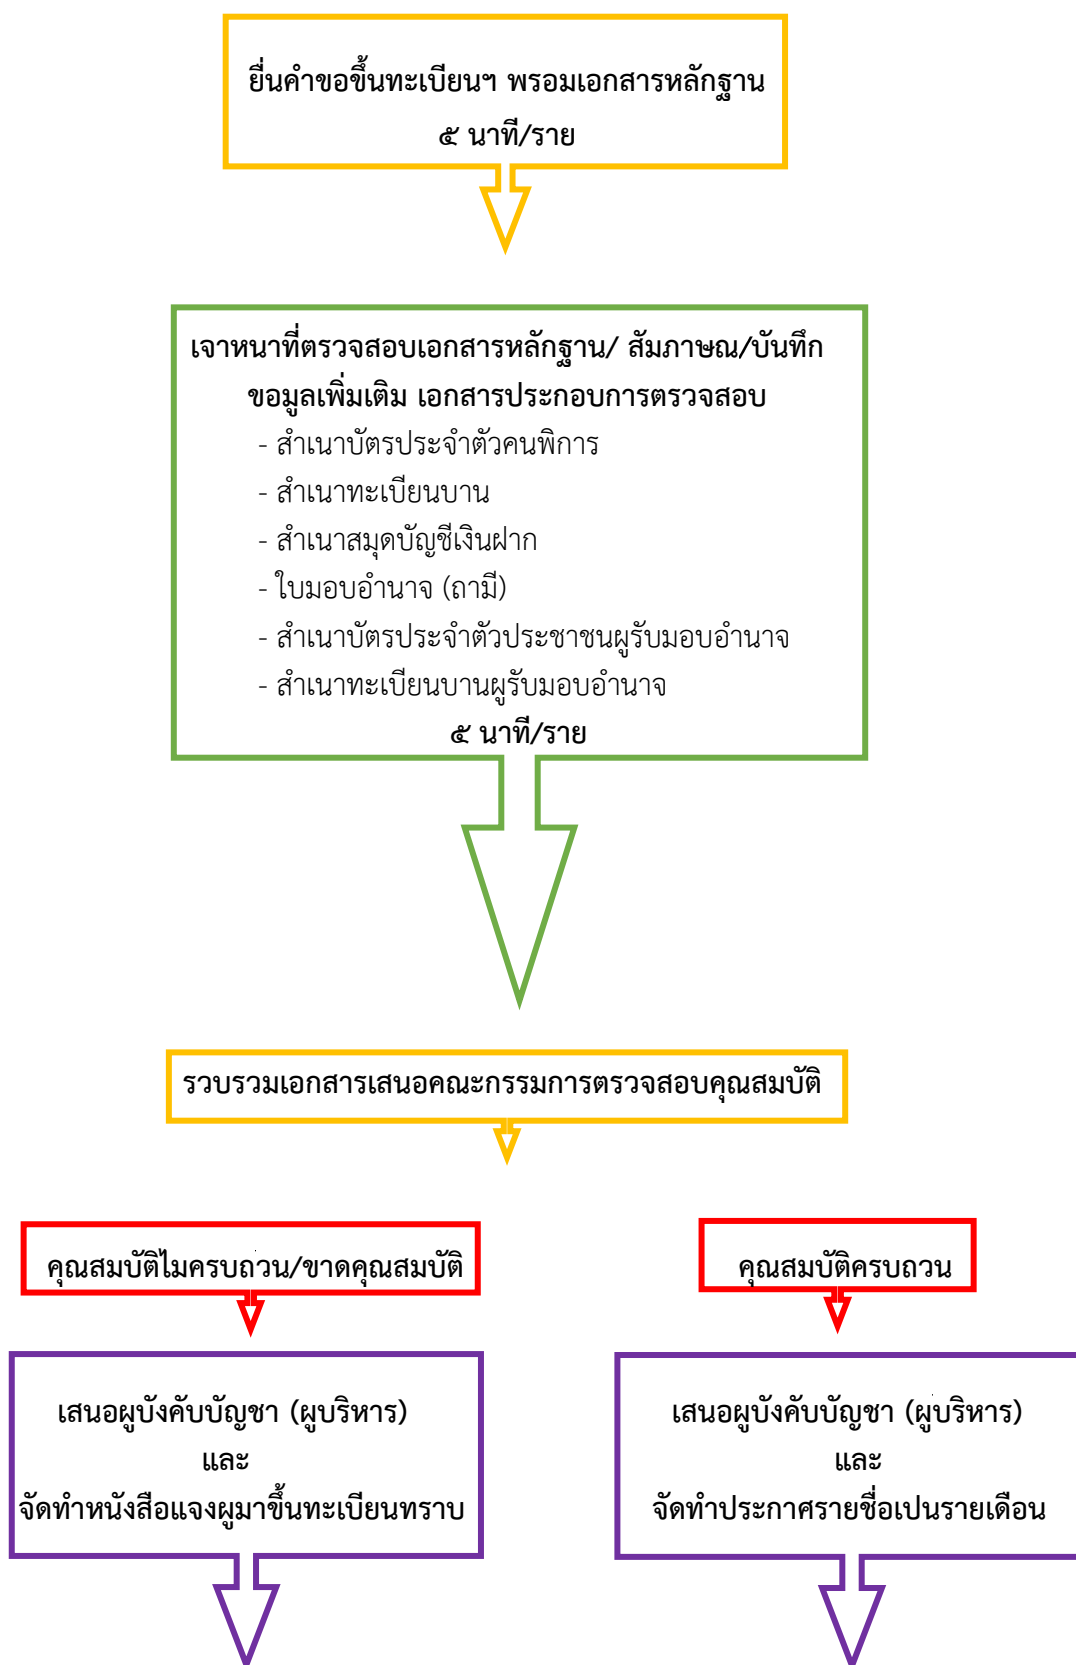 ยื่นคำขอขึ้นทะเบียนฯ พรอมเอกสารหลักฐาน
๕ นาที/ราย
เจาหนาที่ตรวจสอบเอกสารหลักฐาน/ สัมภาษณ/บันทึก
ขอมูลเพิ่มเติม เอกสารประกอบการตรวจสอบ
- สำเนาบัตรประจำตัวคนพิการ
- สำเนาทะเบียนบาน
- สำเนาสมุดบัญชีเงินฝาก
- ใบมอบอำนาจ (ถามี)
- สำเนาบัตรประจำตัวประชาชนผูรับมอบอำนาจ
- สำเนาทะเบียนบานผูรับมอบอำนาจ
๕ นาที/ราย
รวบรวมเอกสารเสนอคณะกรรมการตรวจสอบคุณสมบัติ
คุณสมบัติไมครบถ่วน/ขาดคุณสมบัติ
คุณสมบัติครบถวน
เสนอผูบังคับบัญชา (ผูบริหาร)
และ
จัดทำหนังสือแจงผูมาขึ้นทะเบียนทราบ
เสนอผูบังคับบัญชา (ผูบริหาร)
และ
จัดทำประกาศรายชื่อเปนรายเดือน